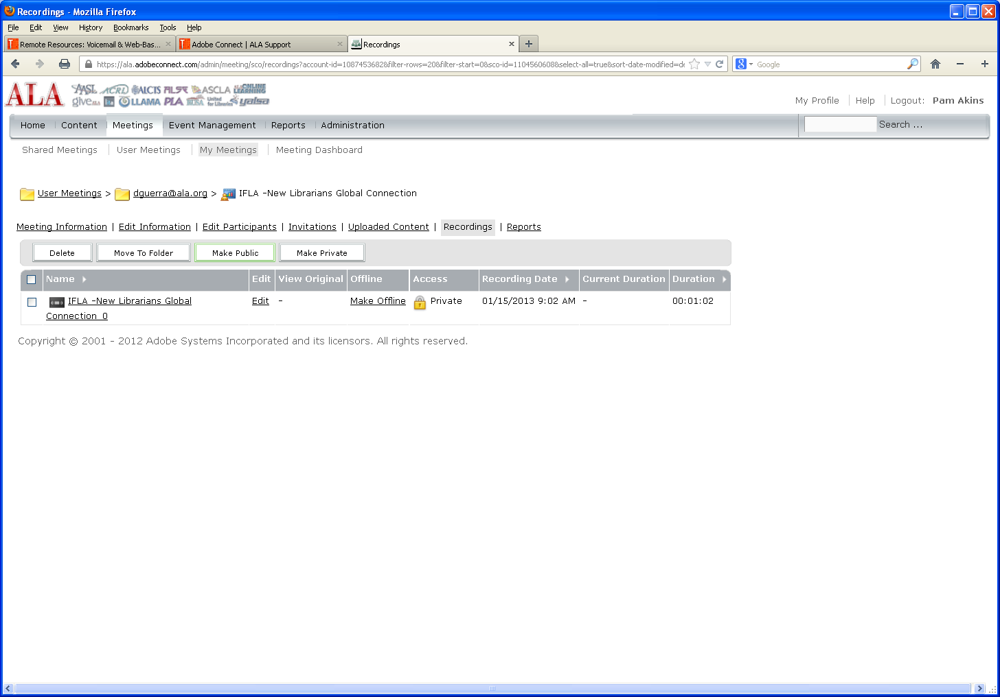 Recordings - Mozilla Firefox
File Edit View History Bookmarks Tools Help
Remote Resources: Voicemail & Web-Bas... Adobe Connect | ALA Support Recordings
https://ala.adobeconnect.com/admin/meeting/sco/recordings?account-id=1087453682&filter-rows=20&filter-start=0&sco-id=1104560608&select-all=true&sort-date-modified=de Google
ALA AASL ACRL ALCTS ALSC ASCLA ONLINE LEARNING
giveALA LLAMA PLA RUSA United for Libraries yalsa
My Profile Help Logout: Pam Akins
Home Content Meetings Event Management Reports Administration Search ...
Shared Meetings User Meetings My Meetings Meeting Dashboard
User Meetings > dguerra@ala.org > IFLA -New Librarians Global Connection
Meeting Information | Edit Information | Edit Participants | Invitations | Uploaded Content | Recordings | Reports
Delete Move To Folder Make Public Make Private
Name Edit View Original Offline Access Recording Date Current Duration Duration
IFLA -New Librarians Global Edit - Make Offline Private 01/15/2013 9:02 AM - 00:01:02
Connection_0
Copyright © 2001 - 2012 Adobe Systems Incorporated and its licensors. All rights reserved.